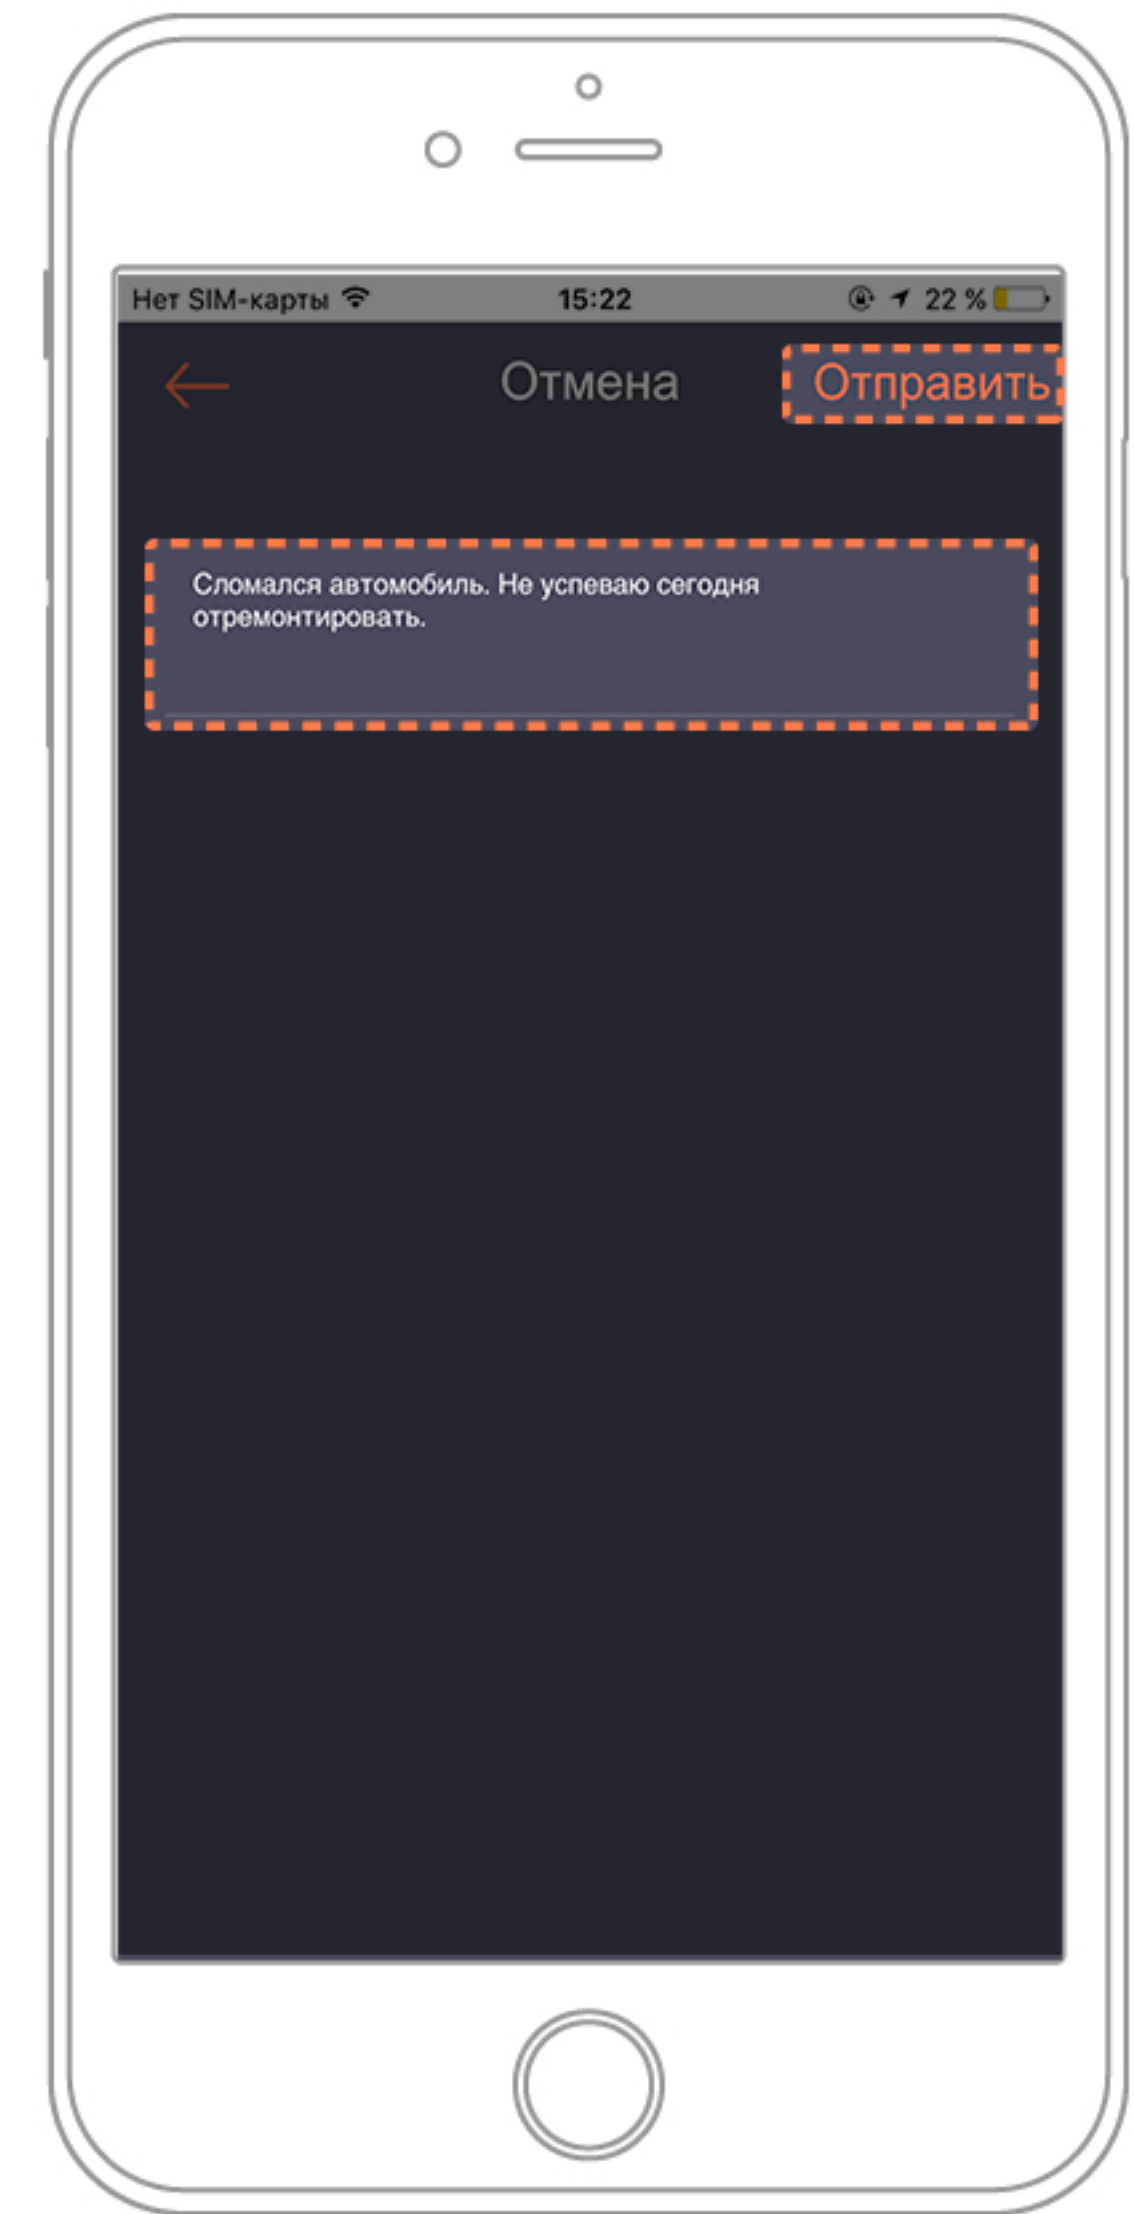 Нет SIM-карты 15:22 22 %
Отмена Отправить
Сломался автомобиль. Не успеваю сегодня
отремонтировать.